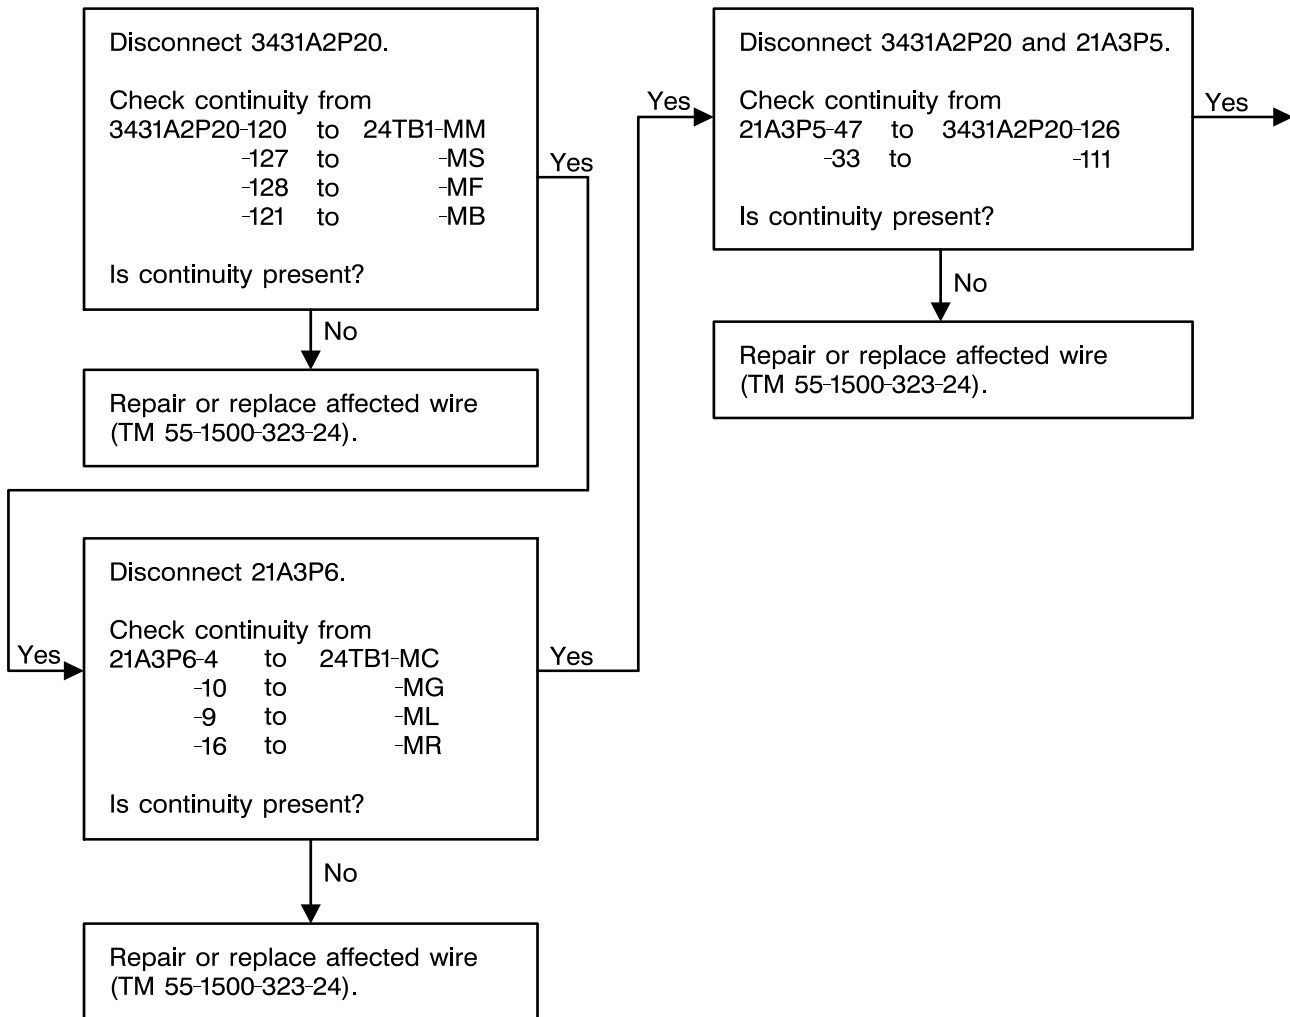 Disconnect 3431A2P20.
Check continuity from
3431A2P20-120 to 24TB1-MM
-127 to -MS
-128 to -MF
-121 to -MB
Is continuity present?
Yes
No
Repair or replace affected wire
(TM 55-1500-323-24).
Yes
Disconnect 21A3P6.
Check continuity from
21A3P6-4 to 24TB1-MC
-10 to -MG
-9 to -ML
-16 to -MR
Is continuity present?
Yes
No
Repair or replace affected wire
(TM 55-1500-323-24).
Yes
Disconnect 3431A2P20 and 21A3P5.
Check continuity from
21A3P5-47 to 3431A2P20-126
-33 to -111
Is continuity present?
Yes
No
Repair or replace affected wire
(TM 55-1500-323-24).